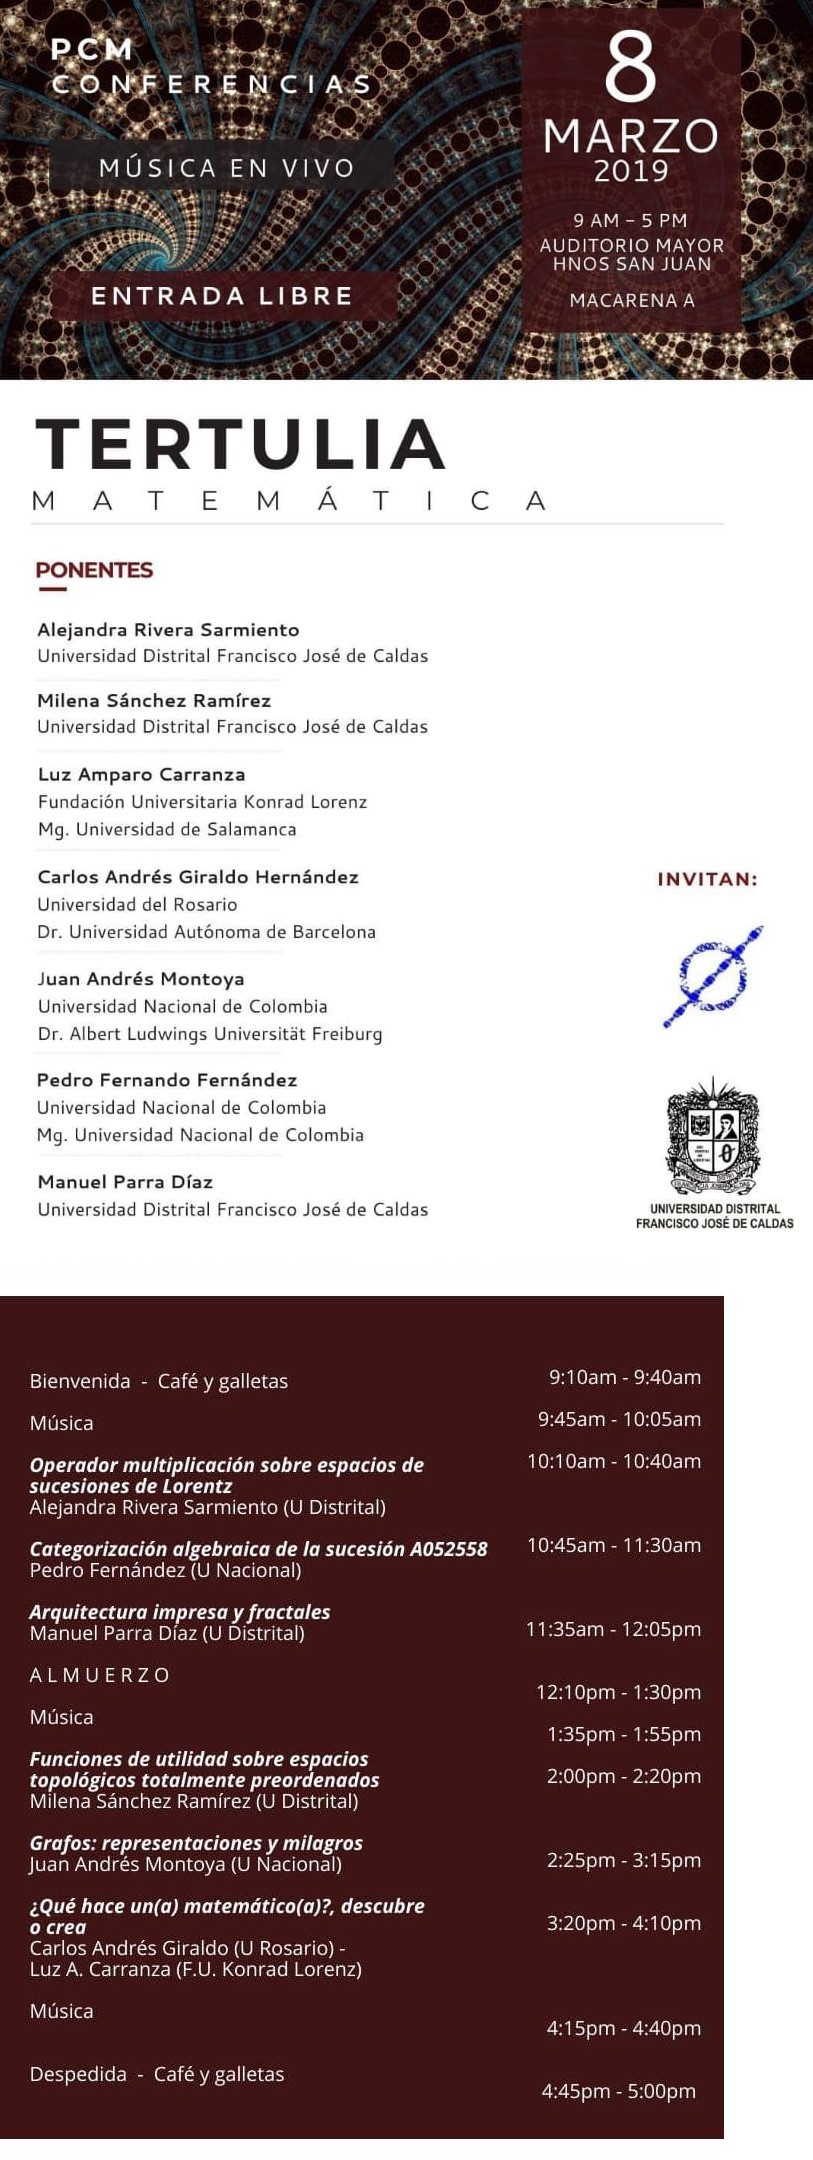 PCM
CONFERENCIAS
MÚSICA EN VIVO
ENTRADA LIBRE
8
MARZO
2019
9 AM - 5 PM
AUDITORIO MAYOR
HNOS SAN JUAN
MACARENA A
TERTULIA
MATEMÁTICA
PONENTES
Alejandra Rivera Sarmiento
Universidad Distrital Francisco José de Caldas
Milena Sánchez Ramírez
Universidad Distrital Francisco José de Caldas
Luz Amparo Carranza
Fundación Universitaria Konrad Lorenz
Mg. Universidad de Salamanca
Carlos Andrés Giraldo Hernández
Universidad del Rosario
Dr. Universidad Autónoma de Barcelona
Juan Andrés Montoya
Universidad Nacional de Colombia
Dr. Albert Ludwings Universität Freiburg
Pedro Fernando Fernández
Universidad Nacional de Colombia
Mg. Universidad Nacional de Colombia
Manuel Parra Díaz
Universidad Distrital Francisco José de Caldas
INVITAN:
UNIVERSIDAD DISTRITAL
FRANCISCO JOSÉ DE CALDAS
Bienvenida - Café y galletas 9:10am - 9:40am
Música 9:45am - 10:05am
Operador multiplicación sobre espacios de 10:10am - 10:40am
sucesiones de Lorentz
Alejandra Rivera Sarmiento (U Distrital)
Categorización algebraica de la sucesión A052558 10:45am - 11:30am
Pedro Fernández (U Nacional)
Arquitectura impresa y fractales
Manuel Parra Díaz (U Distrital) 11:35am - 12:05pm
ALMUERZO 12:10pm - 1:30pm
Música 1:35pm - 1:55pm
Funciones de utilidad sobre espacios
topológicos totalmente preordenados 2:00pm - 2:20pm
Milena Sánchez Ramírez (U Distrital)
Grafos: representaciones y milagros
Juan Andrés Montoya (U Nacional) 2:25pm - 3:15pm
¿Qué hace un(a) matemático(a)?, descubre
o crea 3:20pm - 4:10pm
Carlos Andrés Giraldo (U Rosario) -
Luz A. Carranza (F.U. Konrad Lorenz)
Música 4:15pm - 4:40pm
Despedida - Café y galletas 4:45pm - 5:00pm